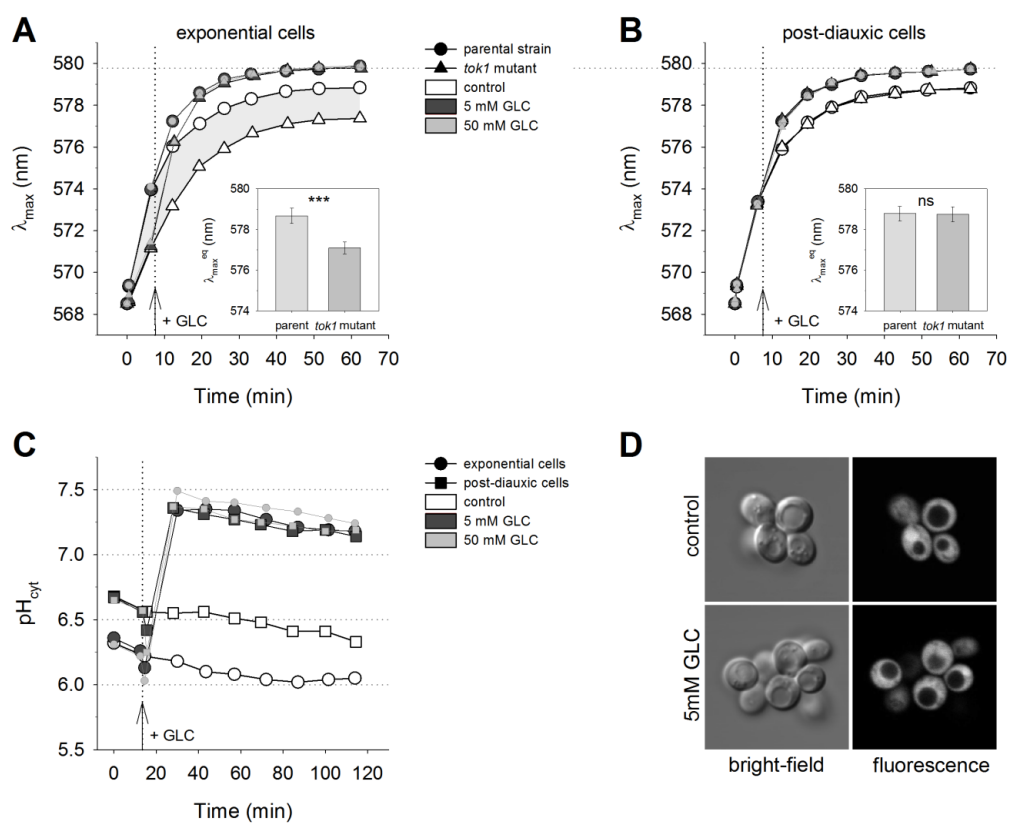 A
exponential cells
580
578
576
574
572
570
568
λmax (nm)
0 10 20 30 40 50 60 70
Time (min)
+ GLC
580
578
576
574
λmax eq (nm)
***
parent tok1 mutant
parental strain
tok1 mutant
control
5 mM GLC
50 mM GLC
B
post-diauxic cells
580
578
576
574
572
570
568
λmax (nm)
0 10 20 30 40 50 60 70
Time (min)
+ GLC
580
578
576
574
λmax eq (nm)
ns
parent tok1 mutant
C
7.5
7.0
6.5
6.0
5.5
pHcyt
0 20 40 60 80 100 120
Time (min)
+ GLC
exponential cells
post-diauxic cells
control
5 mM GLC
50 mM GLC
D
control
5mM GLC
bright-field
fluorescence